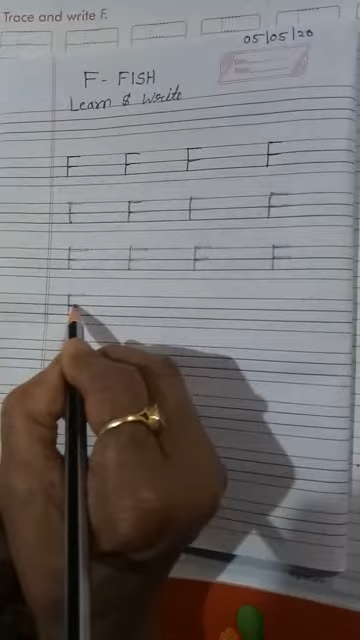 Trace and write F.
05/05/20
F - FISH
Learn & Write
F F F F
F F F F
F F F F
F